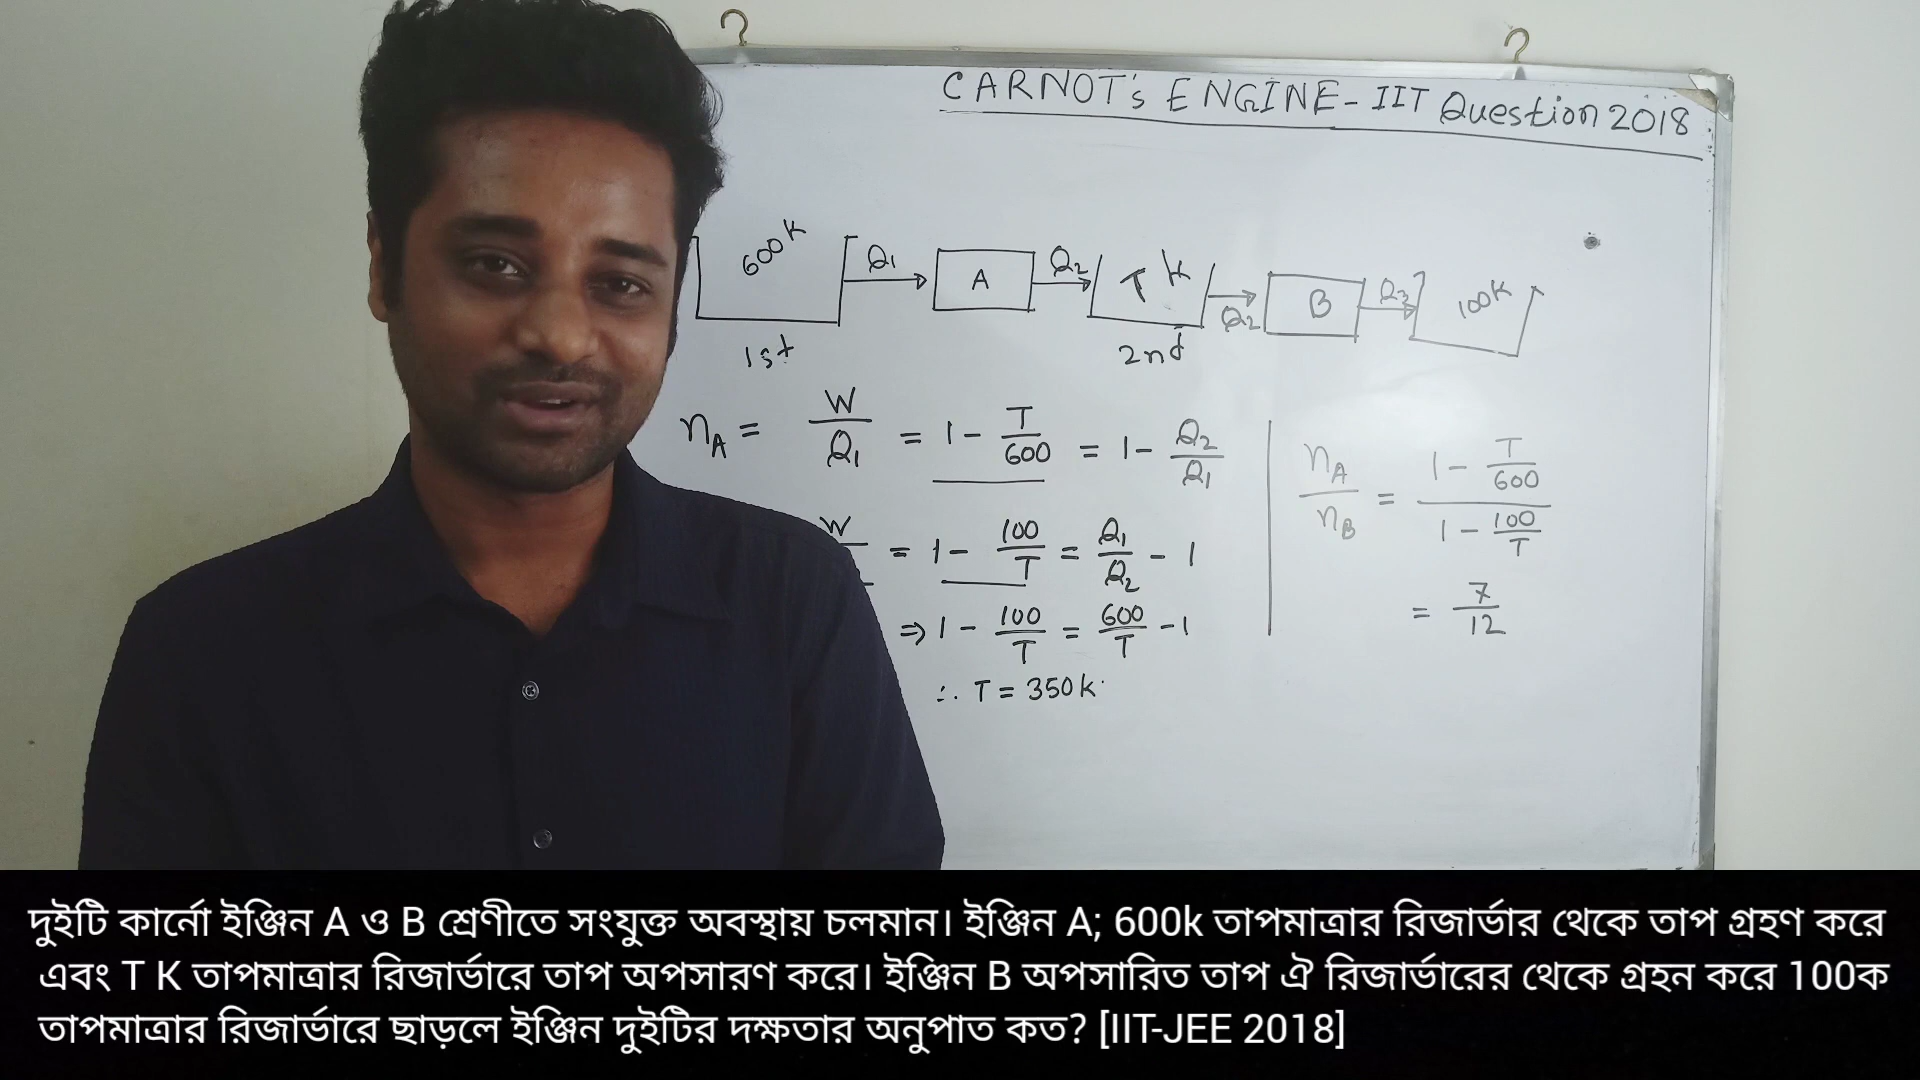 CARNOT's ENGINE - IIT Question 2018
600K Q1 A Q2 T K Q2 B Q3 100K
1st 2nd
ηA = W/Q1 = 1 - T/600 = 1 - Q2/Q1
W = 1 - 100/T = Q1/Q2 - 1
⇒ 1 - 100/T = 600/T - 1
∴ T = 350K
ηA/ηB = (1 - T/600)/(1 - 100/T)
= 7/12
দুইটি কার্নো ইঞ্জিন A ও B শ্রেণীতে সংযুক্ত অবস্থায় চলমান। ইঞ্জিন A; 600k তাপমাত্রার রিজার্ভার থেকে তাপ গ্রহণ করে
এবং T K তাপমাত্রার রিজার্ভারে তাপ অপসারণ করে। ইঞ্জিন B অপসারিত তাপ ঐ রিজার্ভারের থেকে গ্রহন করে 100ক
তাপমাত্রার রিজার্ভারে ছাড়লে ইঞ্জিন দুইটির দক্ষতার অনুপাত কত? [IIT-JEE 2018]